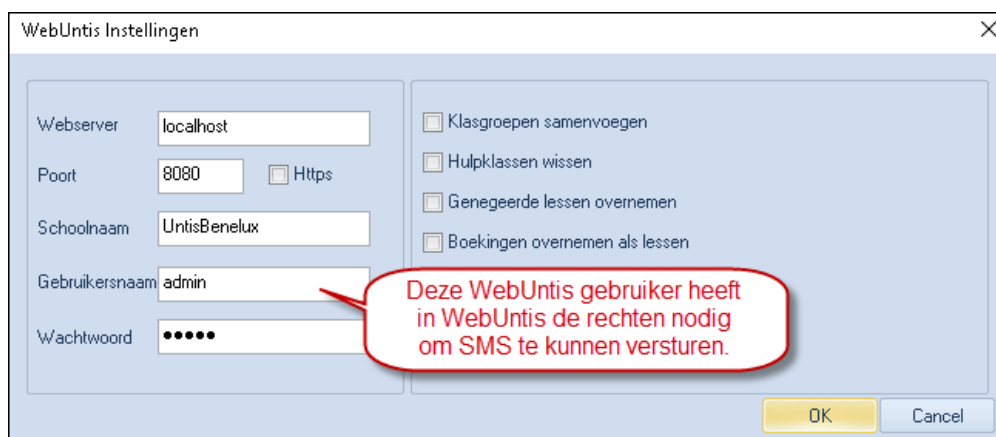 WebUntis Instellingen
Webserver localhost
Poort 8080 Https
Schoolnaam UntisBenelux
Gebruikersnaam admin
Wachtwoord •••••
Klasgroepen samenvoegen
Hulpklassen wissen
Genegeerde lessen overnemen
Boekingen overnemen als lessen
Deze WebUntis gebruiker heeft
in WebUntis de rechten nodig
om SMS te kunnen versturen.
OK Cancel